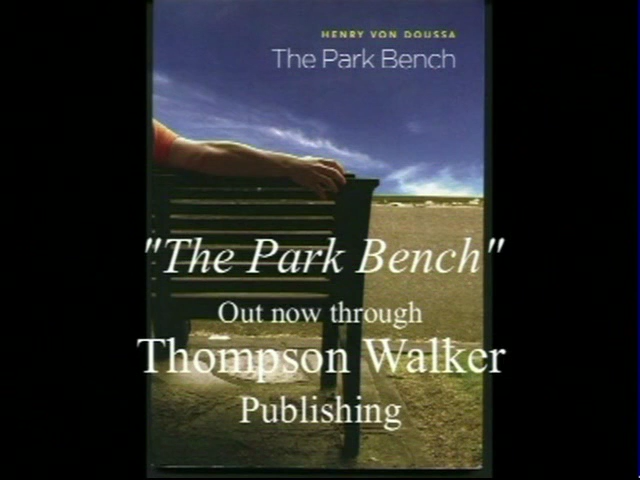 HENRY VON DOUSSA
The Park Bench
"The Park Bench"
Out now through
Thompson Walker
Publishing